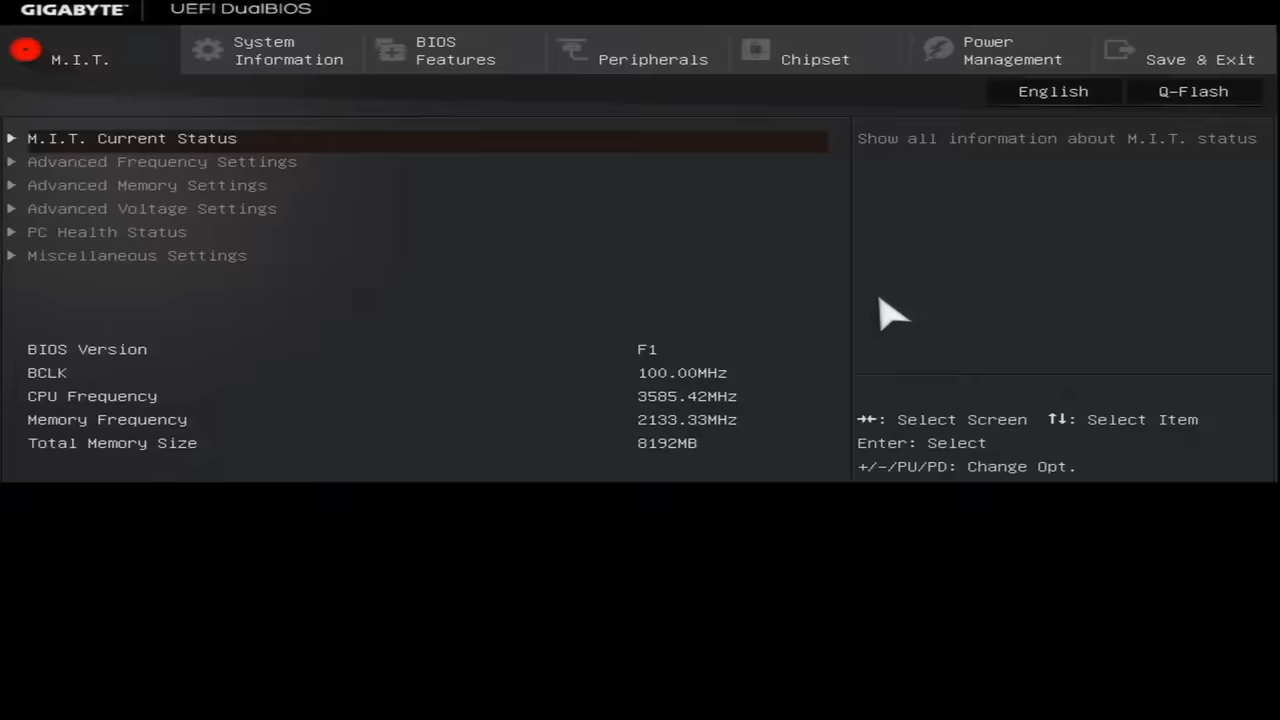 GIGABYTE™ UEFI DualBIOS
M.I.T.
System
Information
BIOS
Features
Peripherals
Chipset
Power
Management
Save & Exit
English
Q-Flash
M.I.T. Current Status
Advanced Frequency Settings
Advanced Memory Settings
Advanced Voltage Settings
PC Health Status
Miscellaneous Settings
BIOS Version F1
BCLK 100.00MHz
CPU Frequency 3585.42MHz
Memory Frequency 2133.33MHz
Total Memory Size 8192MB
Show all information about M.I.T. status
→←: Select Screen ↑↓: Select Item
Enter: Select
+/-/PU/PD: Change Opt.